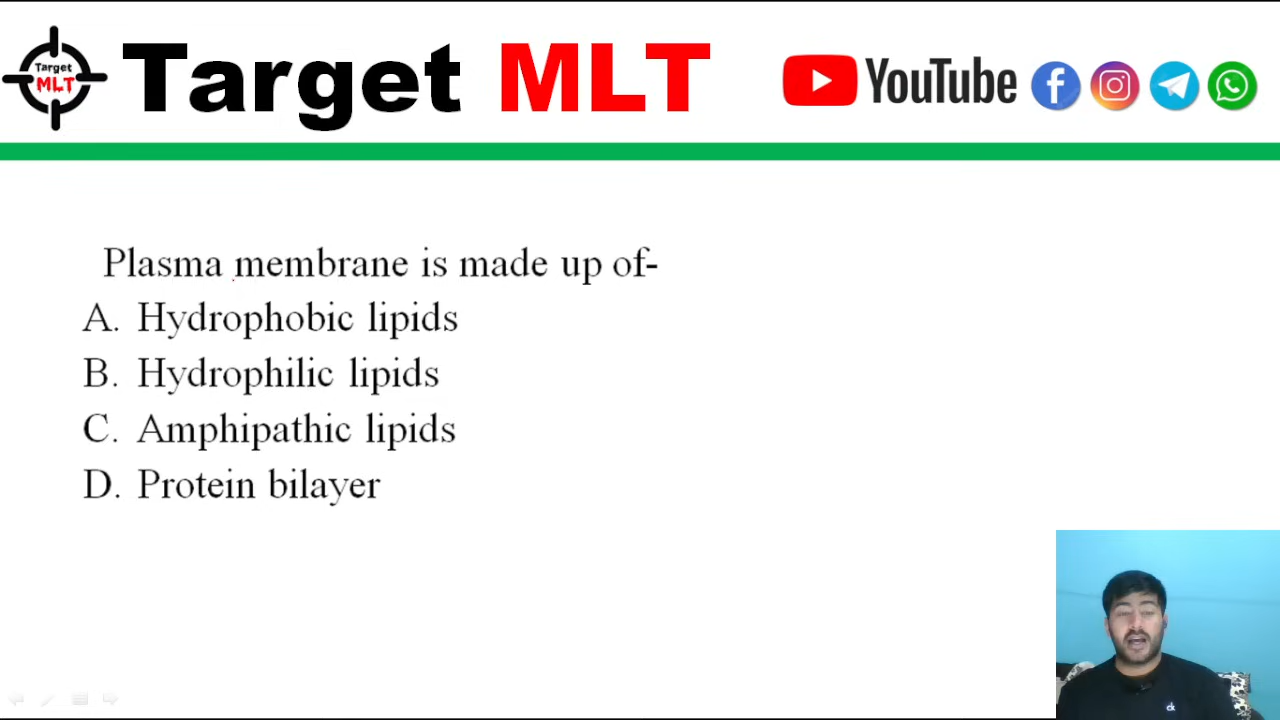 Target
MLT
Target MLT
YouTube
Plasma membrane is made up of-
A. Hydrophobic lipids
B. Hydrophilic lipids
C. Amphipathic lipids
D. Protein bilayer